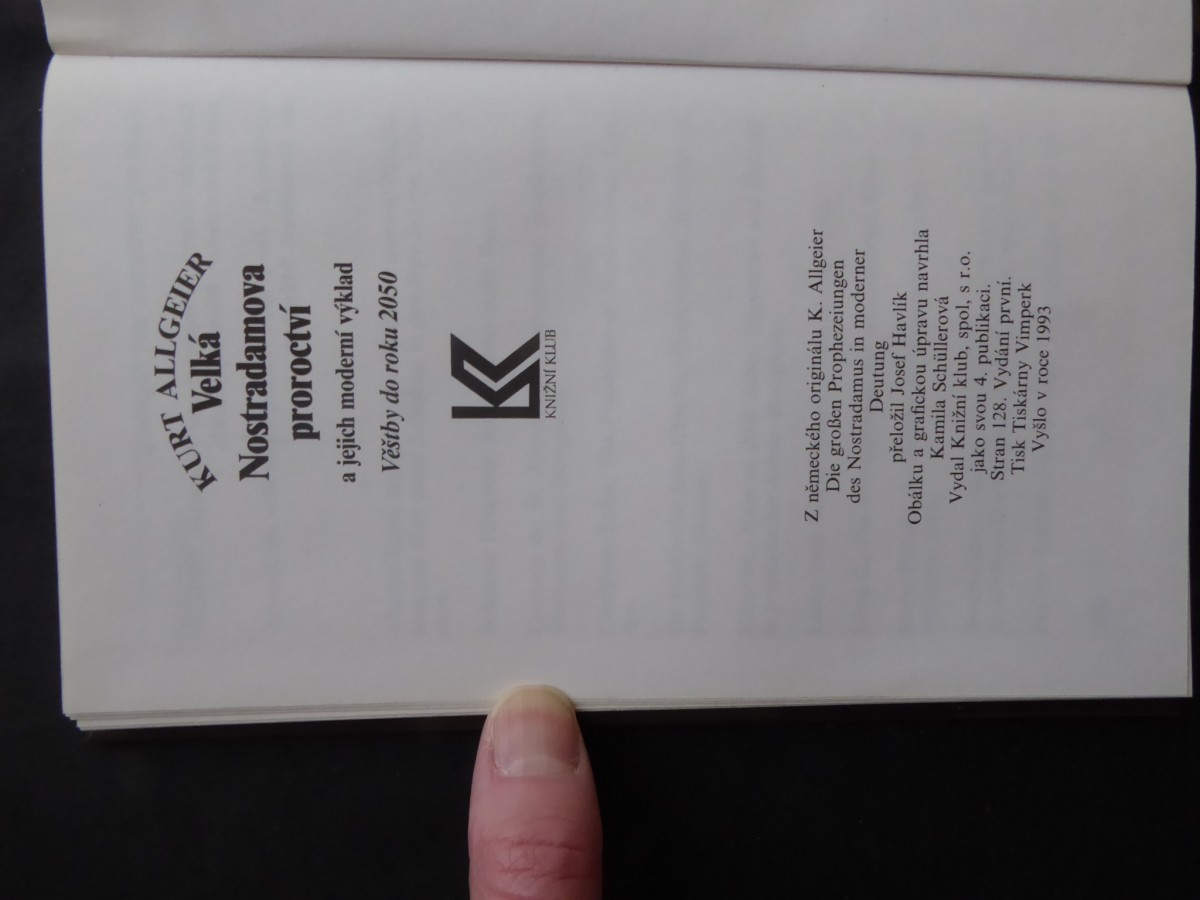 KURT ALLGEIER
Velká
Nostradamova
proroctví
a jejich moderní výklad
Věštby do roku 2050
KNIŽNÍ KLUB
Z německého originálu K. Allgeier
Die großen Prophezeiungen
des Nostradamus in moderner
Deutung
přeložil Josef Havlík
Obálku a grafickou úpravu navrhla
Kamila Schüllerová
Vydal Knižní klub, spol, s r.o.
jako svou 4. publikaci.
Stran 128. Vydání první.
Tisk Tiskárny Vimperk
Vyšlo v roce 1993